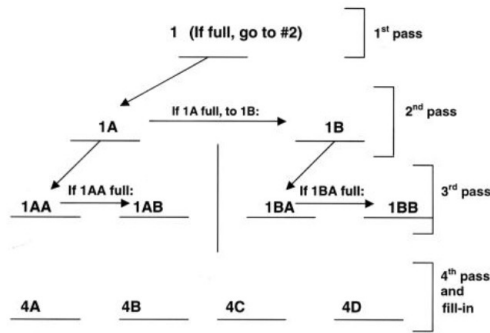 1 (If full, go to #2)
1st pass
If 1A full, to 1B:
1A
1B
2nd pass
If 1AA full:
If 1BA full:
1AA
1AB
1BA
1BB
3rd pass
4A
4B
4C
4D
4th pass
and
fill-in